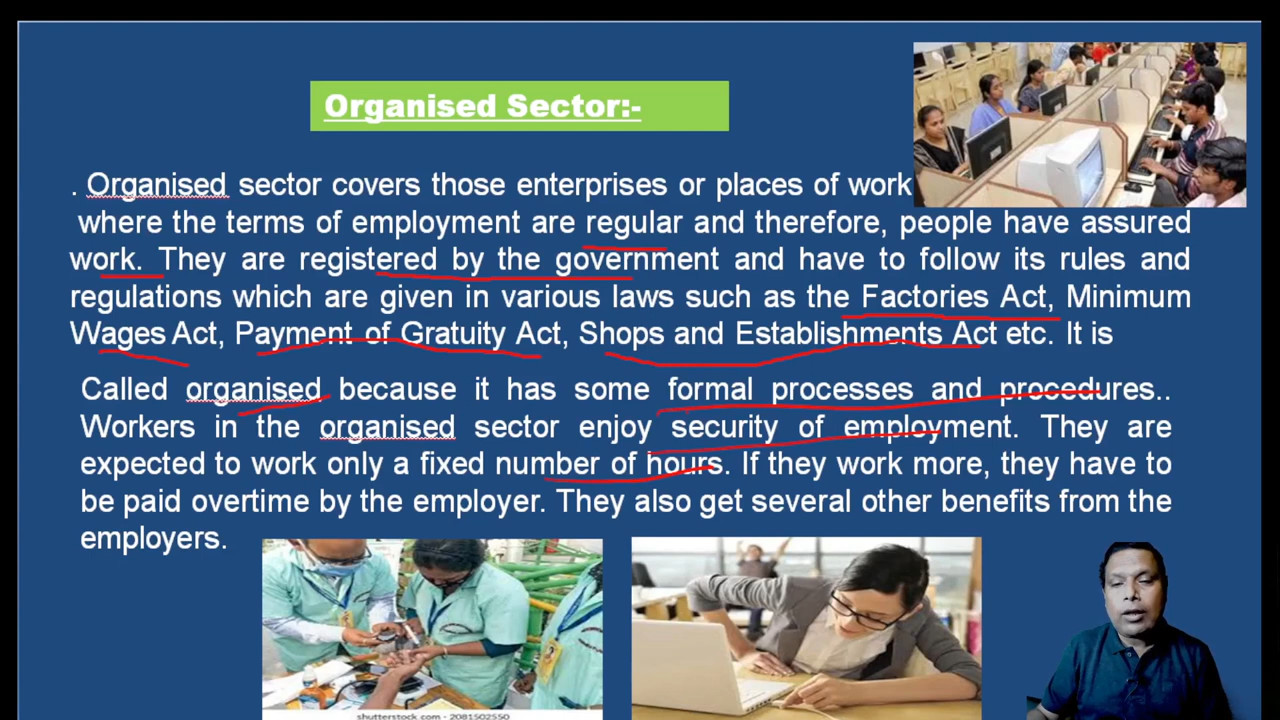 Organised Sector:-
. Organised sector covers those enterprises or places of work
where the terms of employment are regular and therefore, people have assured
work. They are registered by the government and have to follow its rules and
regulations which are given in various laws such as the Factories Act, Minimum
Wages Act, Payment of Gratuity Act, Shops and Establishments Act etc. It is
Called organised because it has some formal processes and procedures..
Workers in the organised sector enjoy security of employment. They are
expected to work only a fixed number of hours. If they work more, they have to
be paid overtime by the employer. They also get several other benefits from the
employers.
shutterstock.com - 2081502550